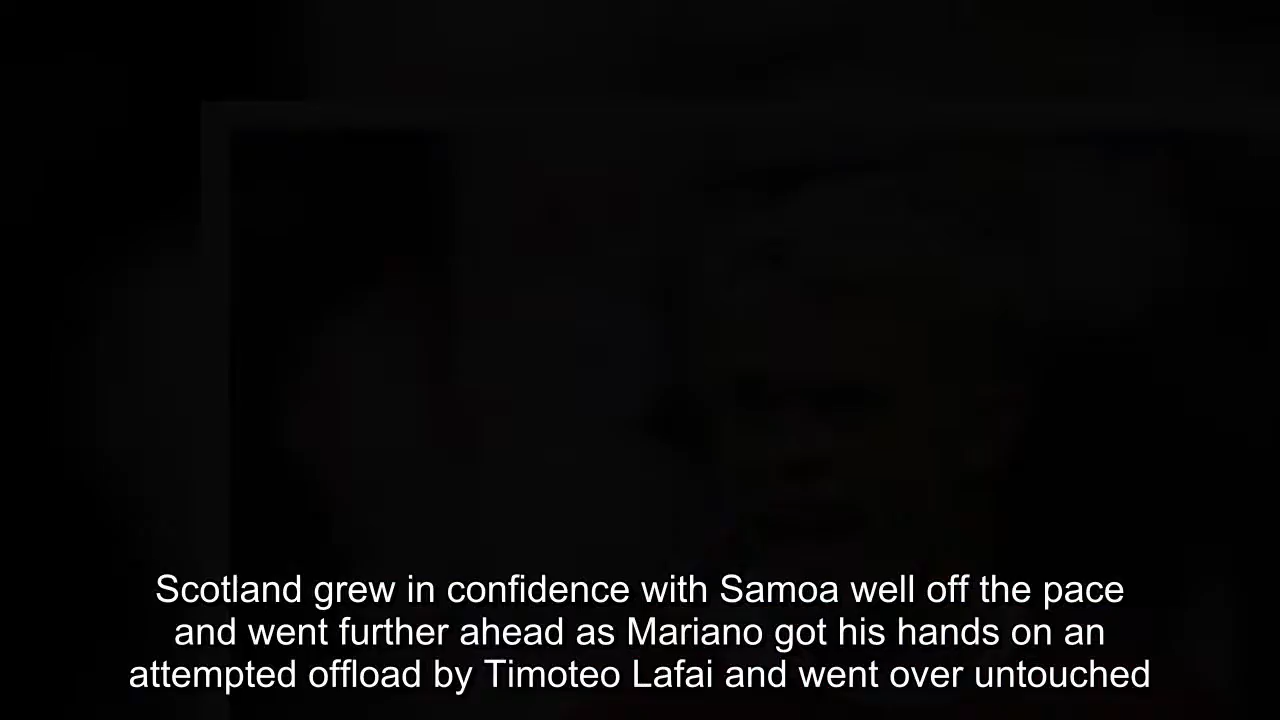 Scotland grew in confidence with Samoa well off the pace
and went further ahead as Mariano got his hands on an
attempted offload by Timoteo Lafai and went over untouched